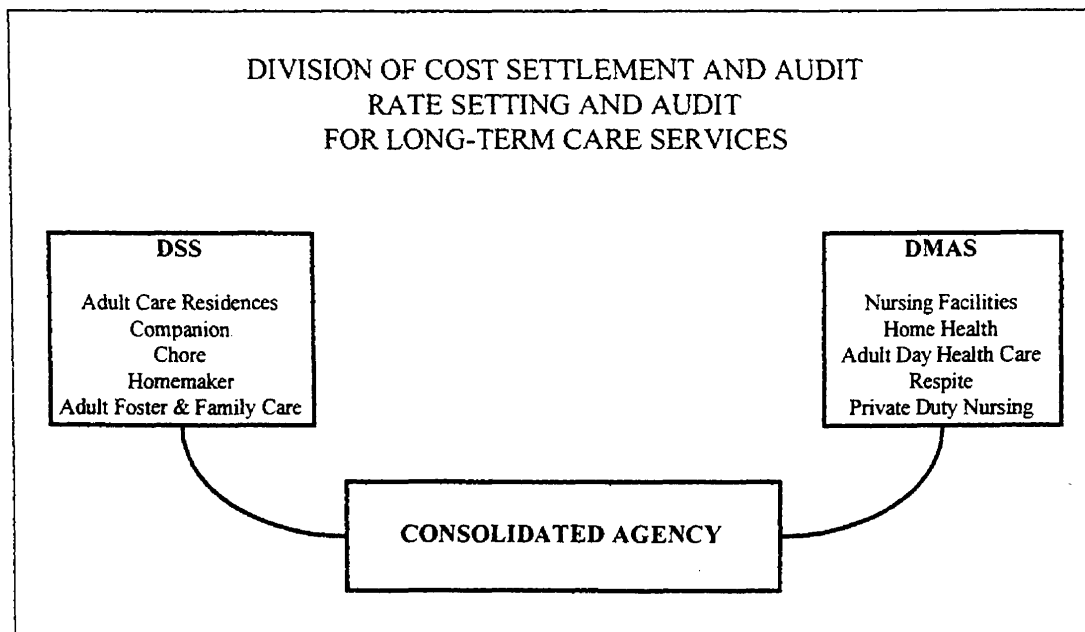 DIVISION OF COST SETTLEMENT AND AUDIT
RATE SETTING AND AUDIT
FOR LONG-TERM CARE SERVICES
DSS
Adult Care Residences
Companion
Chore
Homemaker
Adult Foster & Family Care
DMAS
Nursing Facilities
Home Health
Adult Day Health Care
Respite
Private Duty Nursing
CONSOLIDATED AGENCY